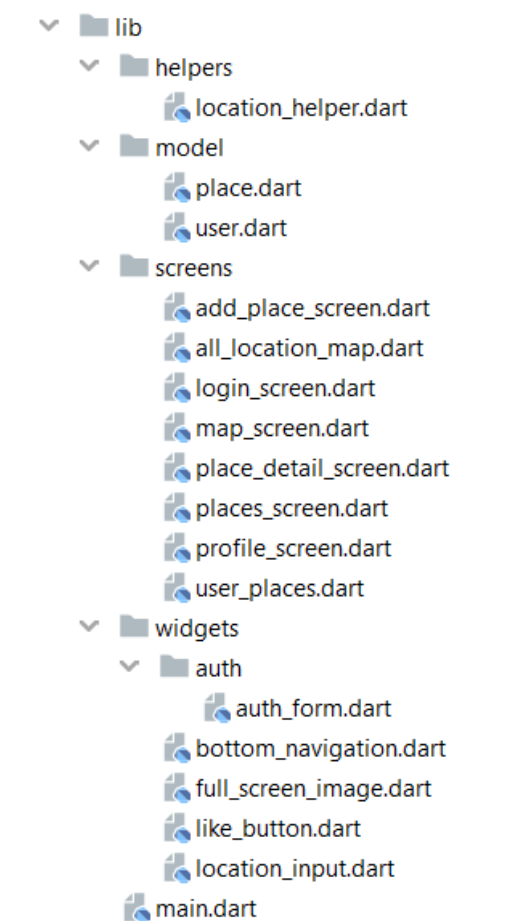 lib
helpers
location_helper.dart
model
place.dart
user.dart
screens
add_place_screen.dart
all_location_map.dart
login_screen.dart
map_screen.dart
place_detail_screen.dart
places_screen.dart
profile_screen.dart
user_places.dart
widgets
auth
auth_form.dart
bottom_navigation.dart
full_screen_image.dart
like_button.dart
location_input.dart
main.dart